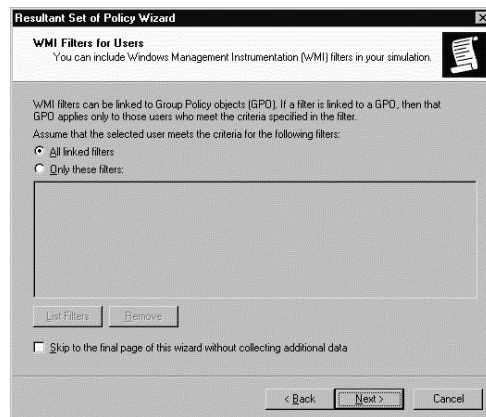 Resultant Set of Policy Wizard
WMI Filters for Users
You can include Windows Management Instrumentation (WMI) filters in your simulation.
WMI filters can be linked to Group Policy objects (GPO). If a filter is linked to a GPO, then that
GPO applies only to those users who meet the criteria specified in the filter.
Assume that the selected user meets the criteria for the following filters:
All linked filters
Only these filters:
List Filters Remove
Skip to the final page of this wizard without collecting additional data
< Back Next > Cancel